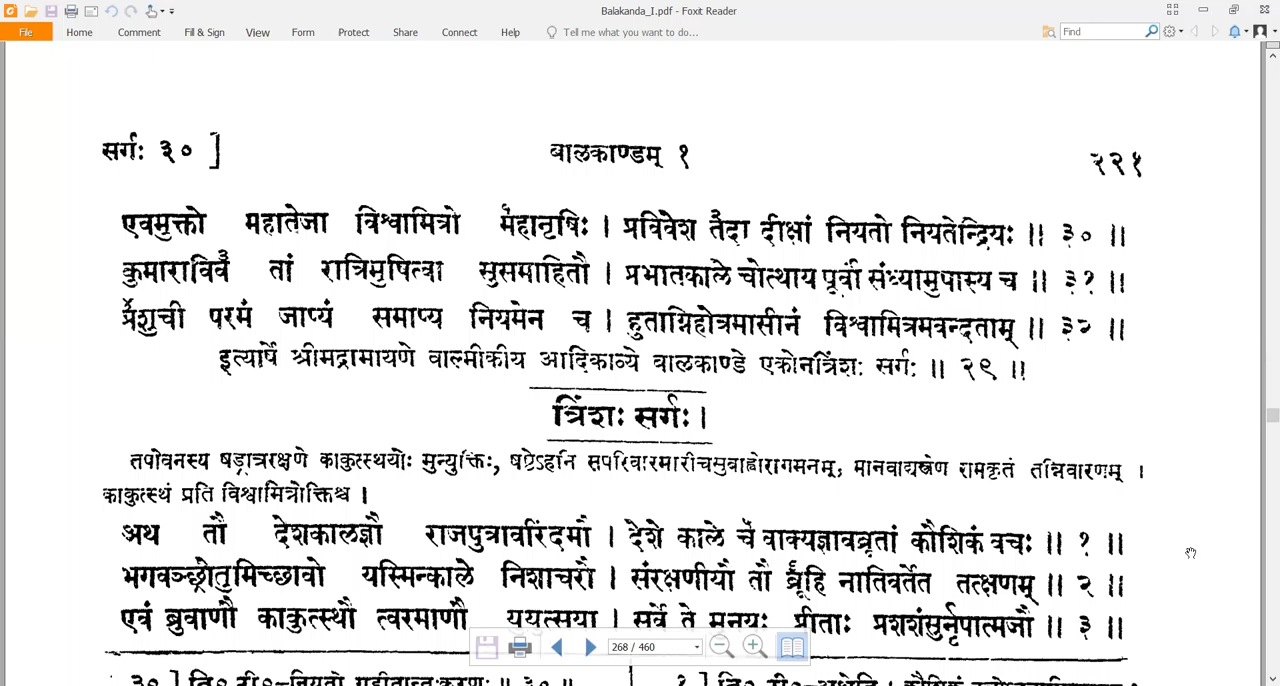 Balakanda_I.pdf - Foxit Reader
File Home Comment Fill & Sign View Form Protect Share Connect Help Tell me what you want to do... Find
सर्गः ३० ] बालकाण्डम् १ २२१
एवमुक्तो महातेजा विश्वामित्रो महानृषिः । प्रविवेश तदा दीक्षां नियतो नियतेन्द्रियः ॥ ३० ॥
कुमारावेव तां रात्रिमुषित्वा सुसमाहितौ । प्रभातकाले चोत्थाय पूर्वां संध्यामुपास्य च ॥ ३१ ॥
प्रशुची परमं जाप्यं समाप्य नियमेन च । हुताग्निहोत्रमासीनं विश्वामित्रमवन्दताम् ॥ ३२ ॥
इत्यार्षे श्रीमद्रामायणे वाल्मीकीय आदिकाव्ये बालकाण्डे एकोनत्रिंशः सर्गः ॥ २९ ॥
त्रिंशः सर्गः ।
तपोवनस्य षड्रात्ररक्षणे काकुत्स्थयोः मुन्युक्तिः, षष्ठेऽहनि सपरिवारमारीचसुबाह्वोरागमनम्, मानवाद्यस्त्रेण रामकृतं तन्निवारणम् ।
काकुत्स्थं प्रति विश्वामित्रोक्तिश्च ।
अथ तौ देशकालज्ञौ राजपुत्रावरिंदमौ । देशे काले च वाक्यज्ञावब्रूतां कौशिकं वचः ॥ १ ॥
भगवञ्छ्रोतुमिच्छावो यस्मिन्काले निशाचरौ । संरक्षणीयौ तौ ब्रूहि नातिवर्तेत तत्क्षणम् ॥ २ ॥
एवं ब्रुवाणौ काकुत्स्थौ त्वरमाणौ युयुत्सया । सर्वे ते मुनयः प्रीताः प्रशशंसुर्नृपात्मजौ ॥ ३ ॥
268 / 460